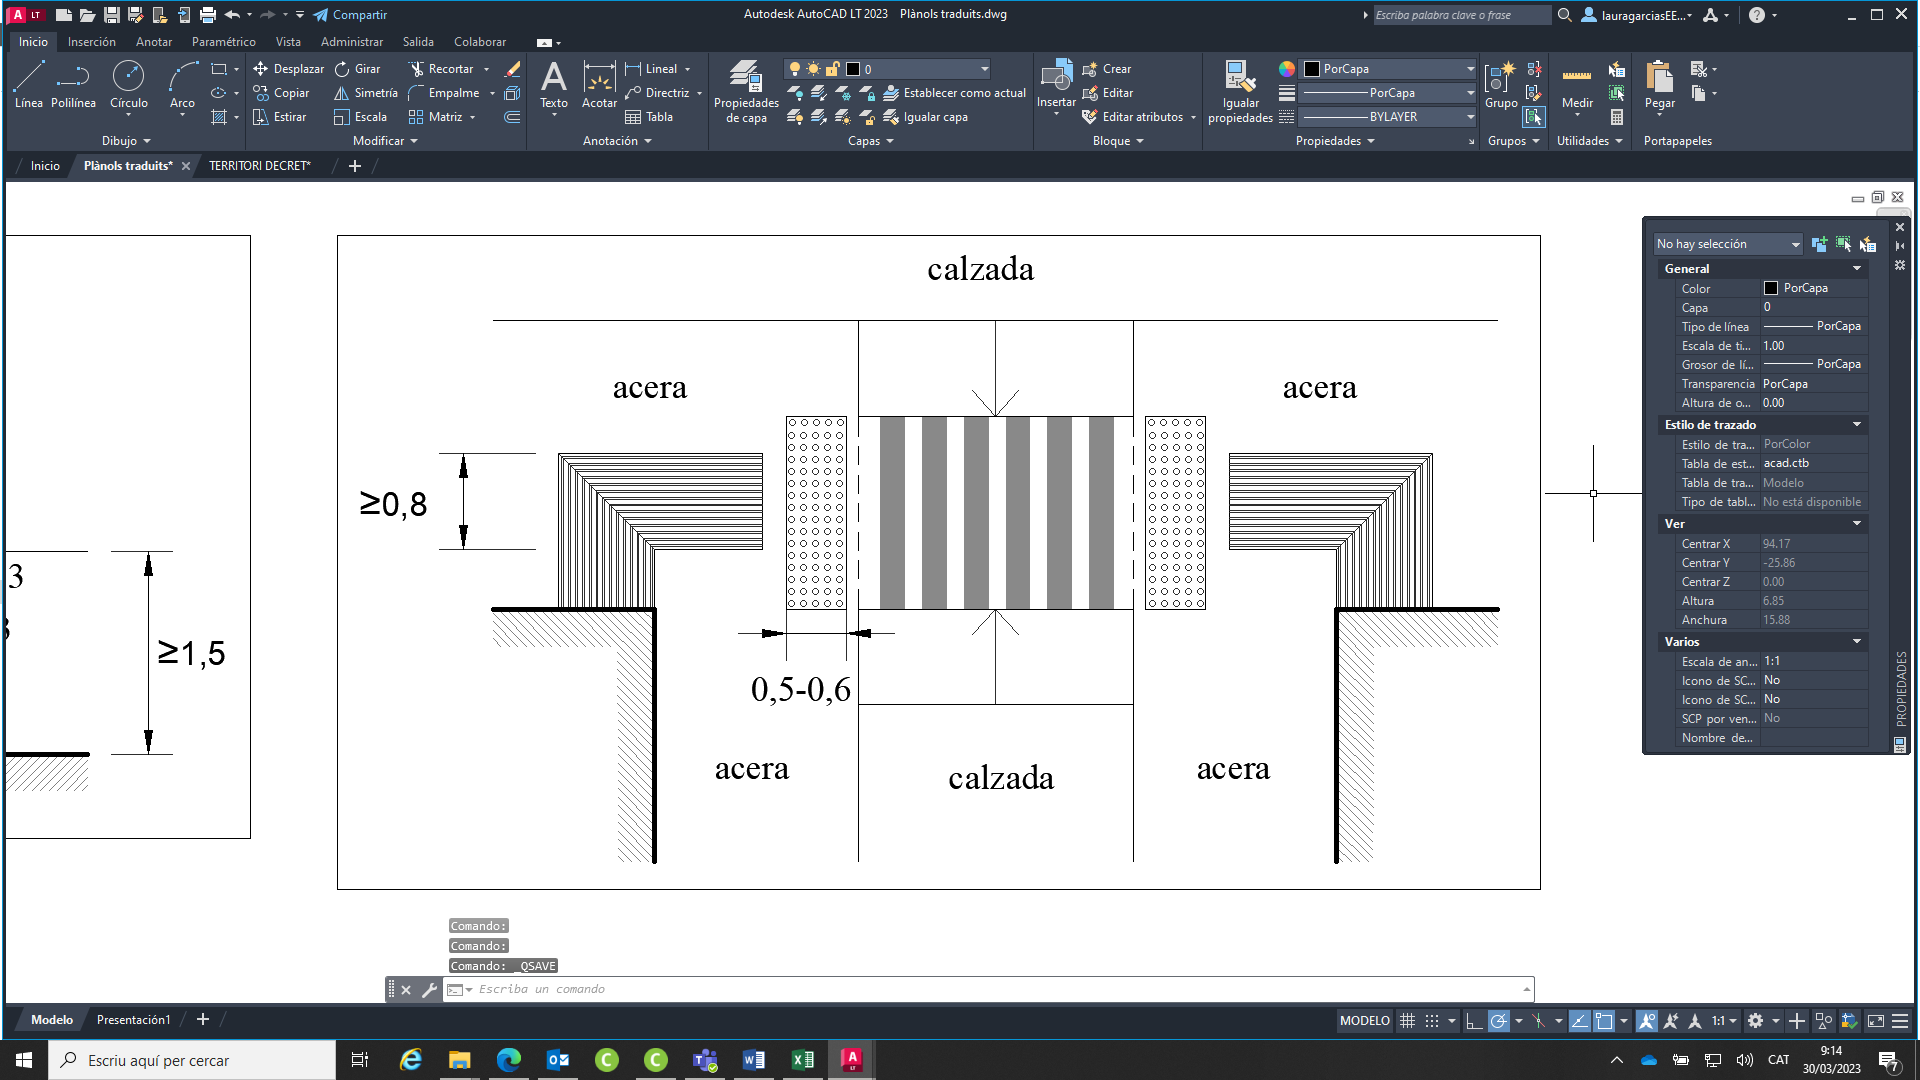 A LT Compartir Autodesk AutoCAD LT 2023 Plànols traduits.dwg Escriba palabra clave o frase lauragarciasEE...
Inicio Inserción Anotar Paramétrico Vista Administrar Salida Colaborar
Línea Polilínea Círculo Arco
Desplazar Girar Recortar
Copiar Simetría Empalme
Estirar Escala Matriz
Texto Acotar
Lineal
Directriz
Tabla
Propiedades de capa
0
Establecer como actual
Igualar capa
Insertar
Crear
Editar
Editar atributos
Igualar propiedades
PorCapa
PorCapa
BYLAYER
Grupo Medir Pegar
Dibujo Modificar Anotación Capas Bloque Propiedades Grupos Utilidades Portapapeles
Inicio Plànols traduits* TERRITORI DECRET* +
calzada
acera acera
≥0,8
3
≥1,5
0,5-0,6
acera calzada acera
No hay selección
General
Color PorCapa
Capa 0
Tipo de línea PorCapa
Escala de ti... 1.00
Grosor de lí... PorCapa
Transparencia PorCapa
Altura de o... 0.00
Estilo de trazado
Estilo de tra... PorColor
Tabla de est... acad.ctb
Tabla de tra... Modelo
Tipo de tabl... No está disponible
Ver
Centrar X 94.17
Centrar Y -25.86
Centrar Z 0.00
Altura 6.85
Anchura 15.88
Varios
Escala de an... 1:1
Icono de SC... No
Icono de SC... No
SCP por ven... No
Nombre de...
PROPIEDADES
Comando:
Comando:
Comando: _QSAVE
Escriba un comando
Modelo Presentación1 + MODELO 1:1
Escriu aquí per cercar CAT 9:14
30/03/2023 7